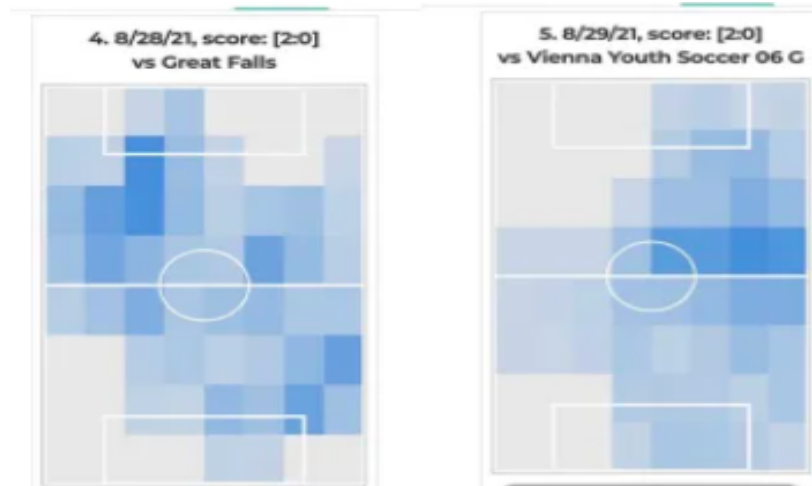 4. 8/28/21, score: [2:0]
vs Great Falls
5. 8/29/21, score: [2:0]
vs Vienna Youth Soccer 06 G